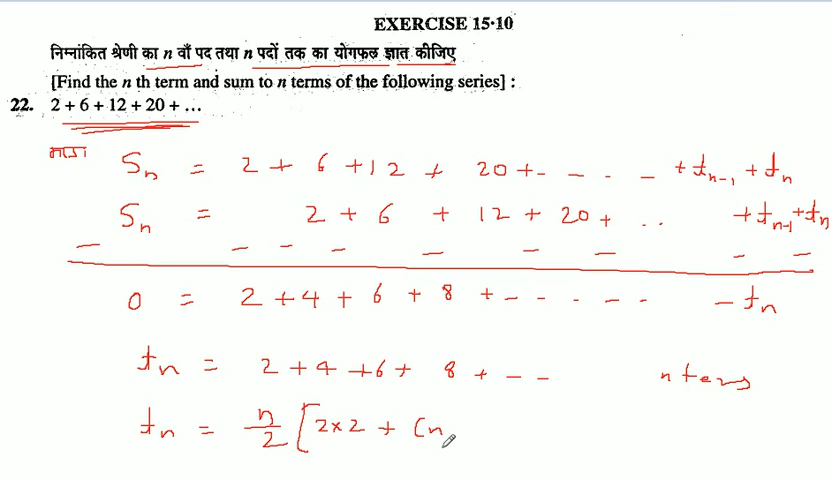 EXERCISE 15·10
निम्नांकित श्रेणी का n वाँ पद तथा n पदों तक का योगफल ज्ञात कीजिए
[Find the n th term and sum to n terms of the following series] :
22. 2 + 6 + 12 + 20 + ...
माना Sn = 2 + 6 + 12 + 20 + - - - - + tn-1 + tn
Sn = 2 + 6 + 12 + 20 + .. + tn-1 + tn
0 = 2 + 4 + 6 + 8 + - - - - - - tn
tn = 2 + 4 + 6 + 8 + - - n terms
tn = n/2 [ 2×2 + (n